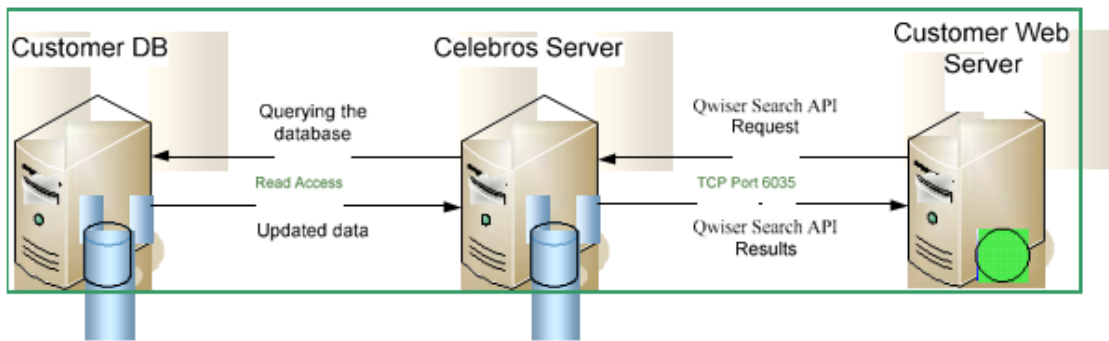 Customer DB
Celebros Server
Customer Web
Server
Querying the
database
Read Access
Updated data
Qwiser Search API
Request
TCP Port 6035
Qwiser Search API
Results